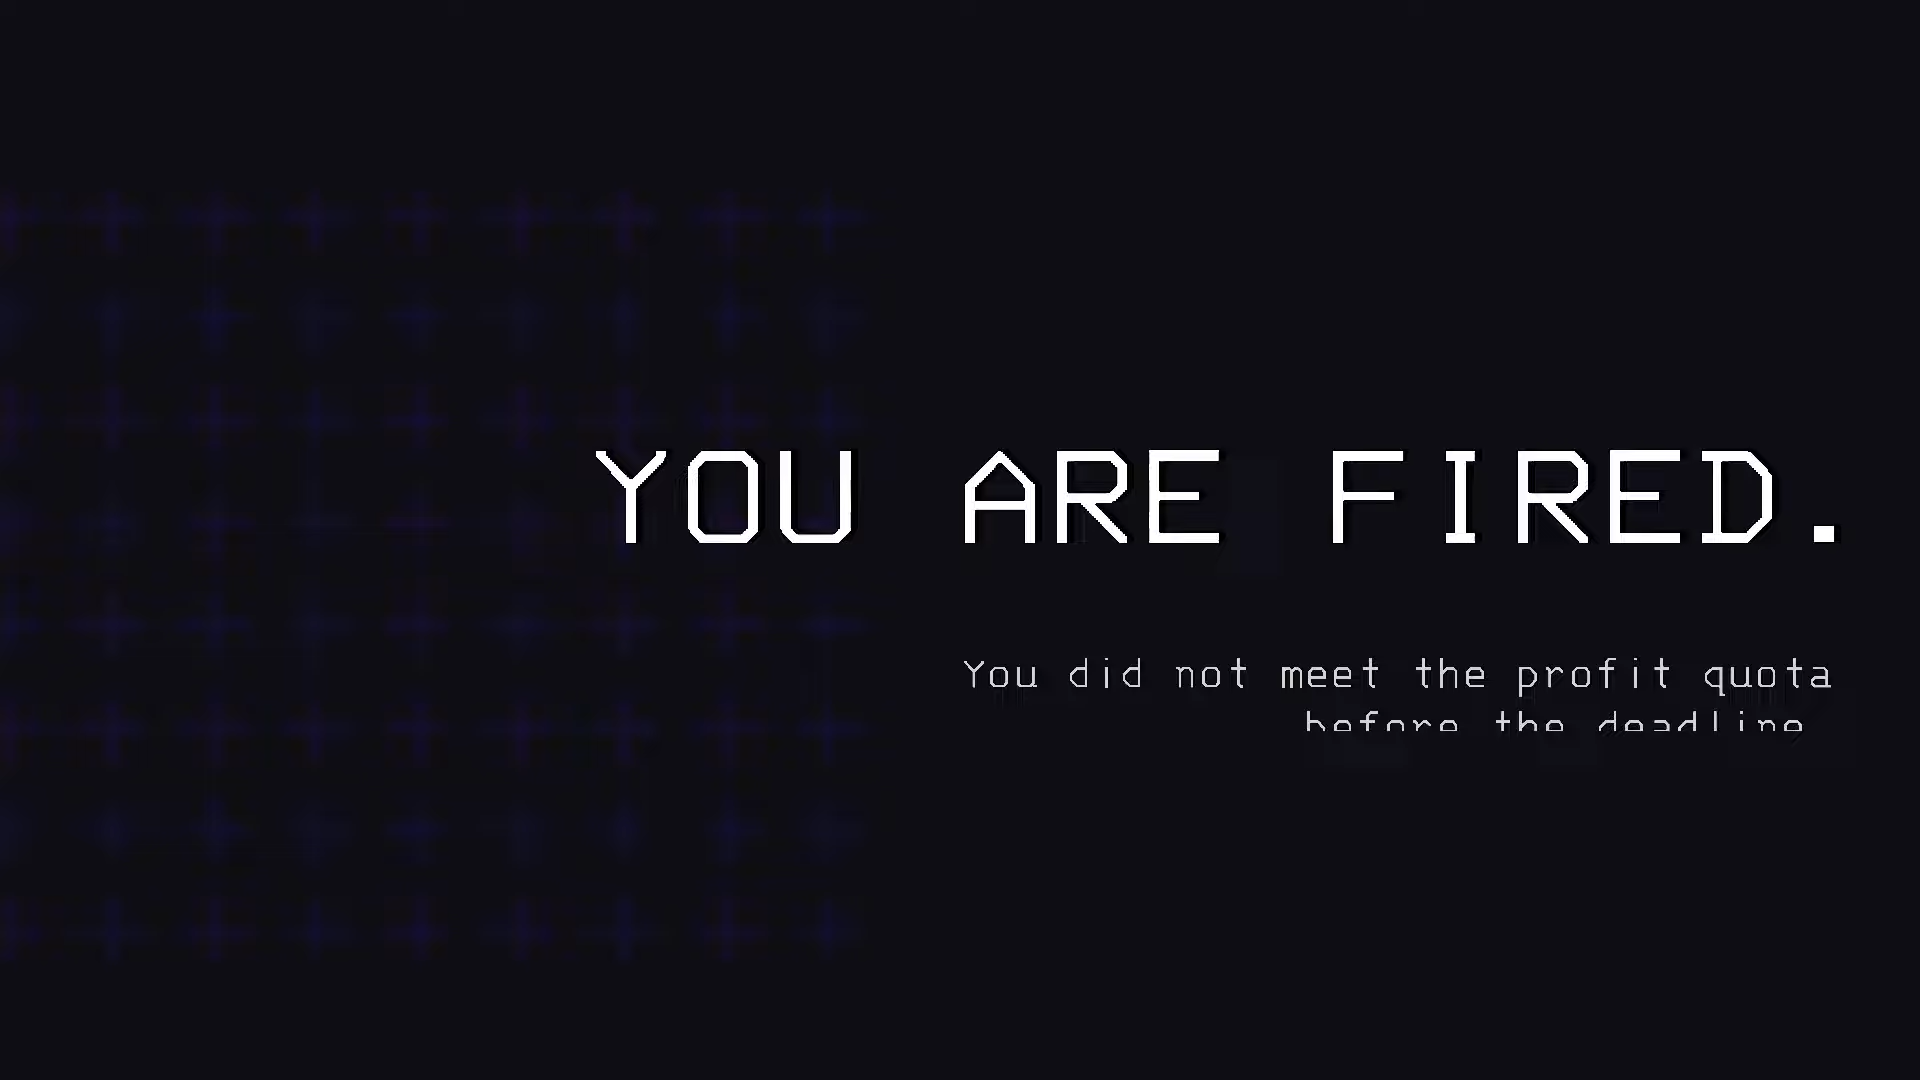 YOU ARE FIRED.
You did not meet the profit quota
before the deadline